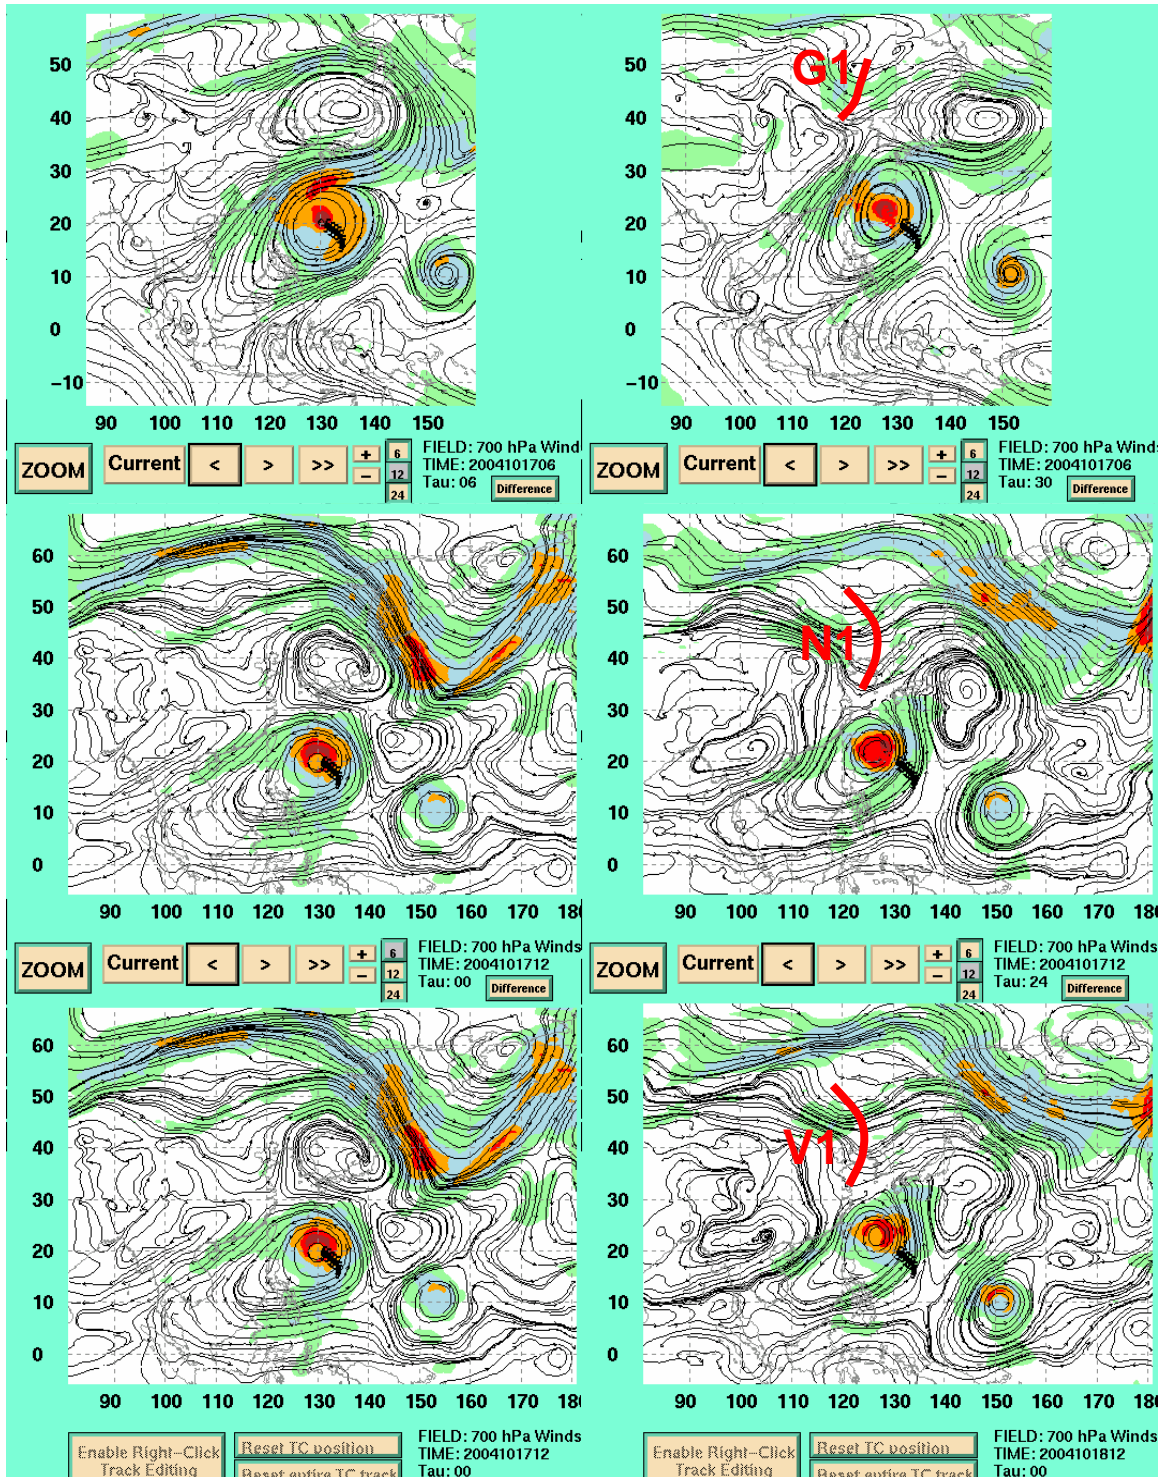 50
40
30
20
10
0
−10
90 100 110 120 130 140 150
ZOOM Current < > >> + − 6 12 24
FIELD: 700 hPa Wind
TIME: 2004101706
Tau: 06 Difference
G1
50
40
30
20
10
0
−10
90 100 110 120 130 140 150
ZOOM Current < > >> + − 6 12 24
FIELD: 700 hPa Wind
TIME: 2004101706
Tau: 30 Difference
60
50
40
30
20
10
0
90 100 110 120 130 140 150 160 170 180
ZOOM Current < > >> + − 6 12 24
FIELD: 700 hPa Winds
TIME: 2004101712
Tau: 00 Difference
N1
60
50
40
30
20
10
0
90 100 110 120 130 140 150 160 170 180
ZOOM Current < > >> + − 6 12 24
FIELD: 700 hPa Winds
TIME: 2004101712
Tau: 24 Difference
60
50
40
30
20
10
0
90 100 110 120 130 140 150 160 170 180
Enable Right−Click
Track Editing
Reset TC position
Reset entire TC track
FIELD: 700 hPa Winds
TIME: 2004101712
Tau: 00
V1
60
50
40
30
20
10
0
90 100 110 120 130 140 150 160 170 180
Enable Right−Click
Track Editing
Reset TC position
Reset entire TC track
FIELD: 700 hPa Winds
TIME: 2004101812
Tau: 00